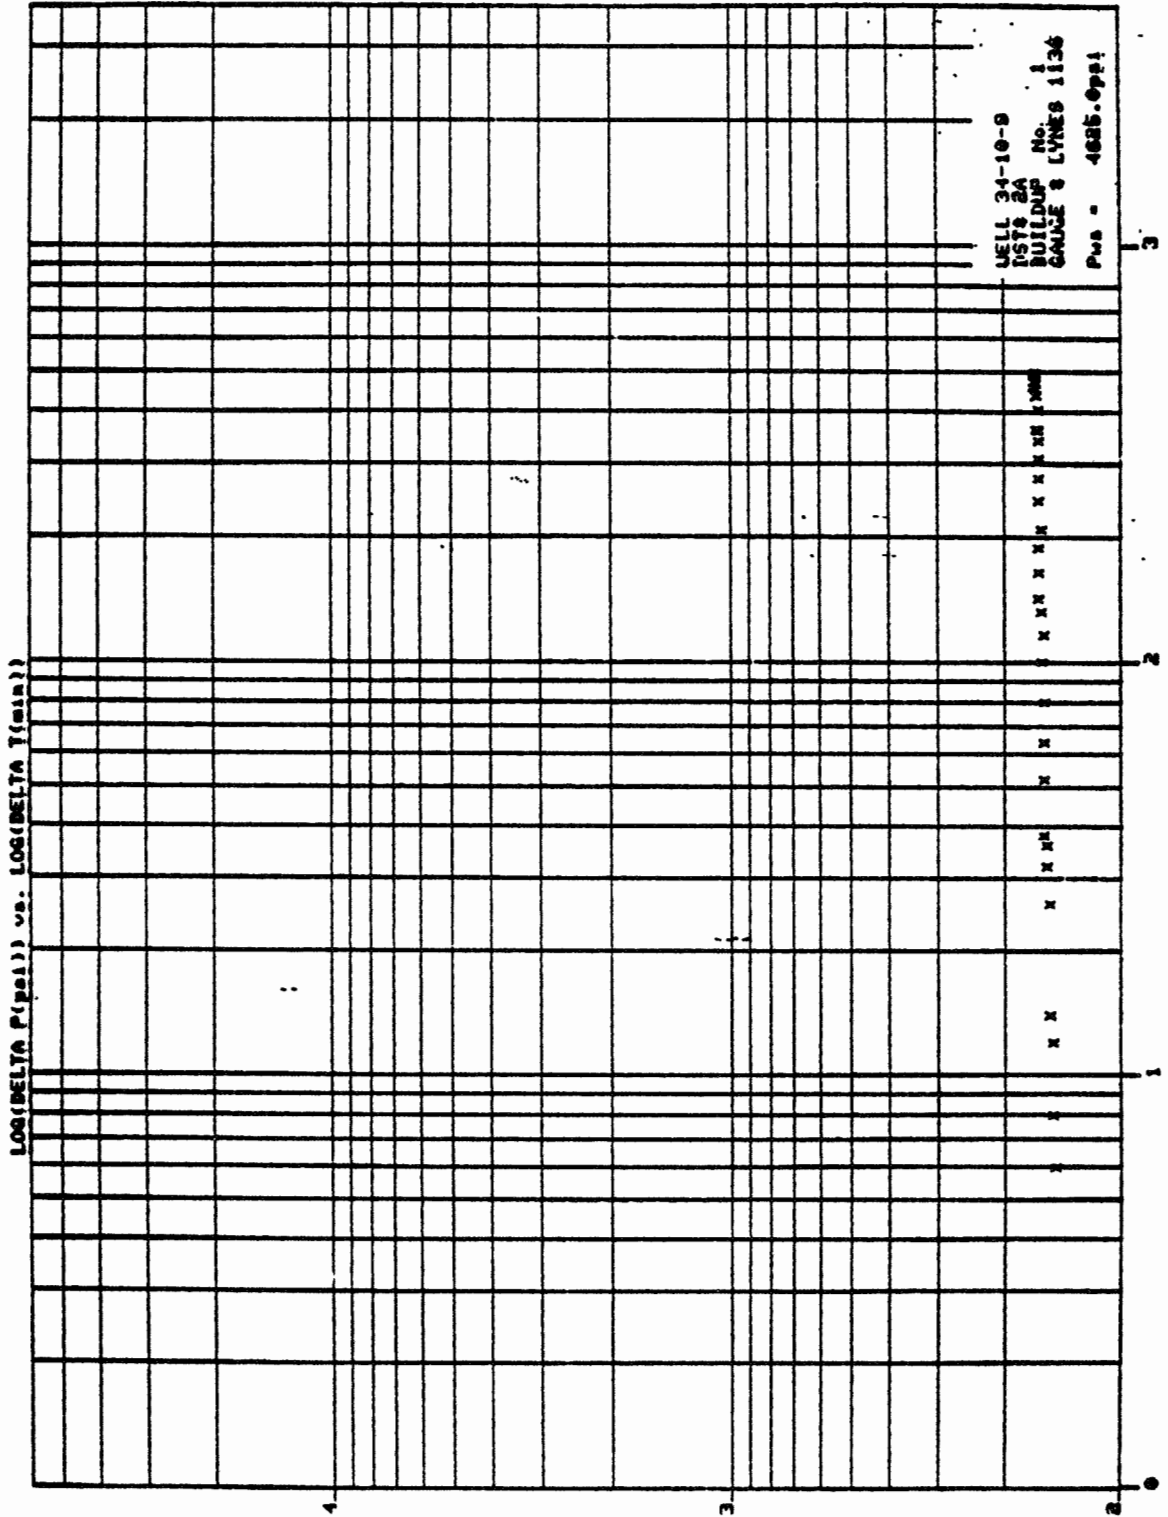 LOG(DELTA P(psi)) vs. LOG(DELTA T(min))
4
3
2
0
1
2
3
WELL 34-10-9
DST# 2A
BUILDUP No. 1
GAUGE # LYNES 1136
Pws = 4625.0psi